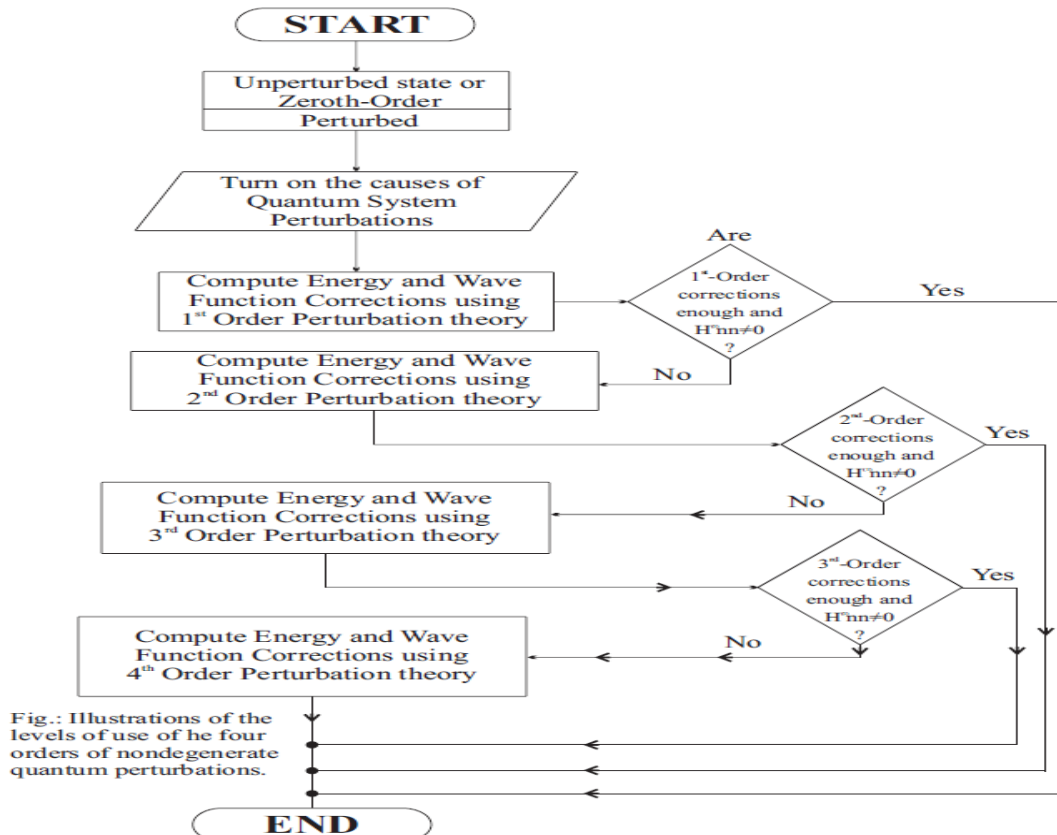 START
Unperturbed state or
Zeroth-Order
Perturbed
Turn on the causes of
Quantum System
Perturbations
Compute Energy and Wave
Function Corrections using
1st Order Perturbation theory
Are
1st-Order
corrections
enough and
nn≠0
?
Yes
No
Compute Energy and Wave
Function Corrections using
2nd Order Perturbation theory
2nd-Order
corrections
enough and
nn≠0
?
Yes
No
Compute Energy and Wave
Function Corrections using
3rd Order Perturbation theory
corrections
enough and
nn≠0
?
Yes
No
Compute Energy and Wave
Function Corrections using
4th Order Perturbation theory
Fig.: Illustrations of the
levels of use of he four
orders of nondegenerate
quantum perturbations.
END